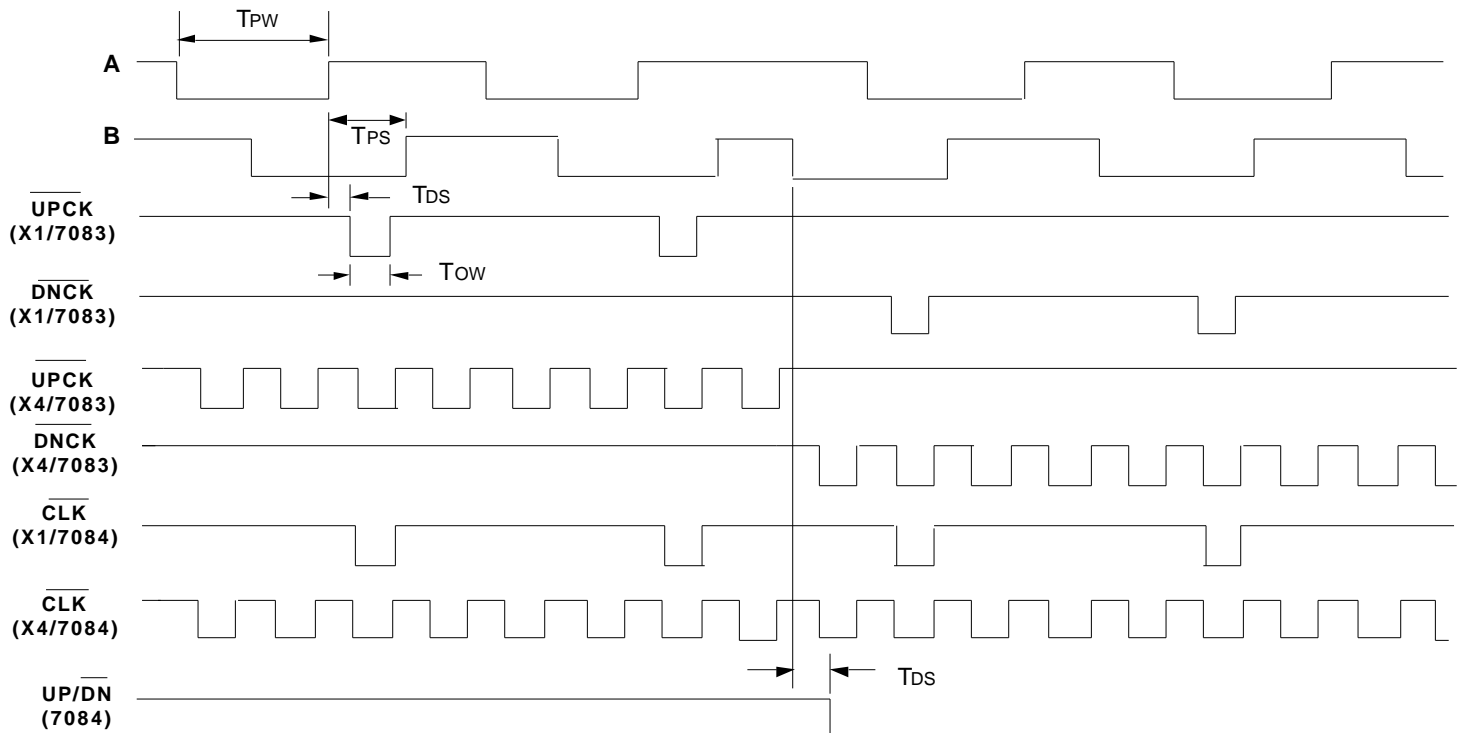 TPW
A
B
TPS
TDS
UPCK
(X1/7083)
TOW
DNCK
(X1/7083)
UPCK
(X4/7083)
DNCK
(X4/7083)
CLK
(X1/7084)
CLK
(X4/7084)
TDS
UP/DN
(7084)